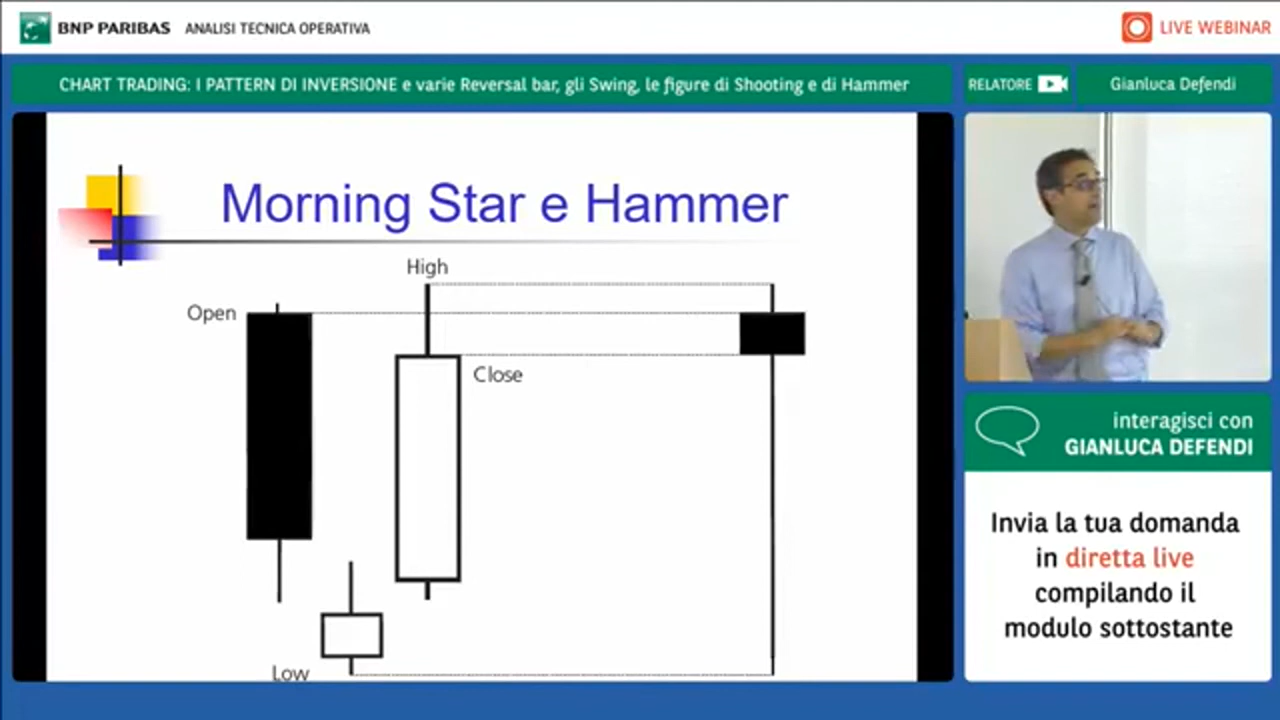 BNP PARIBAS ANALISI TECNICA OPERATIVA
LIVE WEBINAR
CHART TRADING: I PATTERN DI INVERSIONE e varie Reversal bar, gli Swing, le figure di Shooting e di Hammer
RELATORE
Gianluca Defendi
Morning Star e Hammer
High
Open
Close
Low
interagisci con
GIANLUCA DEFENDI
Invia la tua domanda
in diretta live
compilando il
modulo sottostante